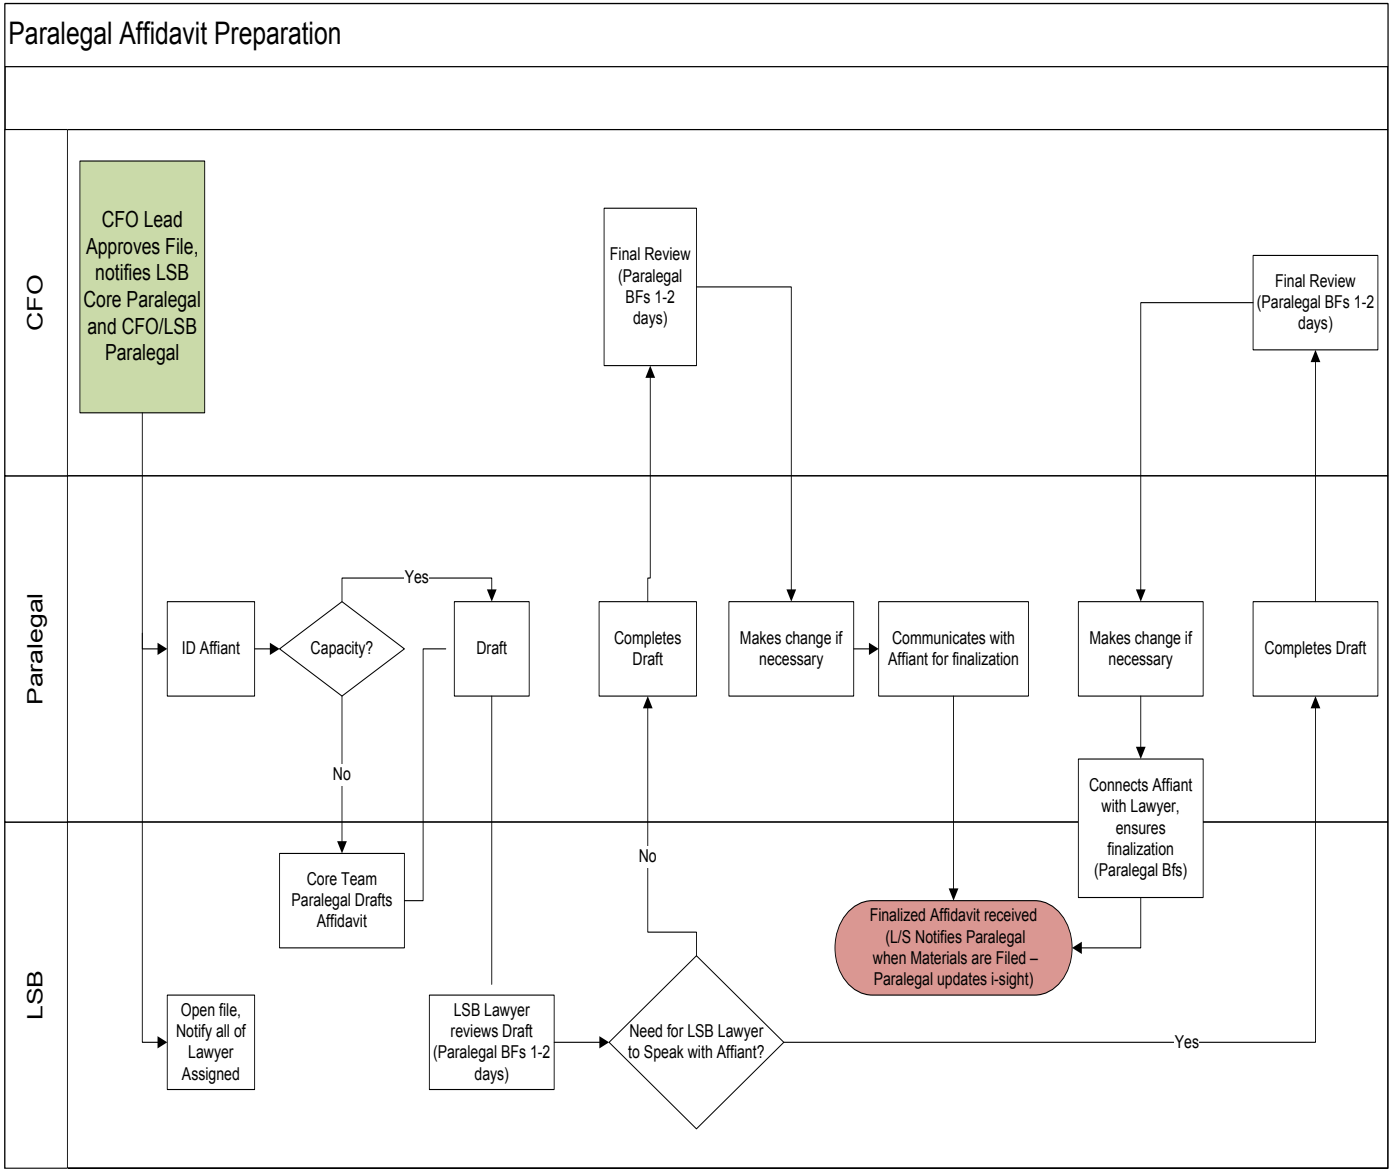 Paralegal Affidavit Preparation
CFO
CFO Lead
Approves File,
notifies LSB
Core Paralegal
and CFO/LSB
Paralegal
Final Review
(Paralegal
BFs 1-2
days)
Final Review
(Paralegal BFs 1-2
days)
Paralegal
ID Affiant
Capacity?
Yes
No
Draft
Completes
Draft
Makes change if
necessary
Communicates with
Affiant for finalization
Makes change if
necessary
Completes Draft
Connects Affiant
with Lawyer,
ensures
finalization
(Paralegal Bfs)
LSB
Core Team
Paralegal Drafts
Affidavit
Open file,
Notify all of
Lawyer
Assigned
LSB Lawyer
reviews Draft
(Paralegal BFs 1-2
days)
Need for LSB Lawyer
to Speak with Affiant?
No
Yes
Finalized Affidavit received
(L/S Notifies Paralegal
when Materials are Filed –
Paralegal updates i-sight)